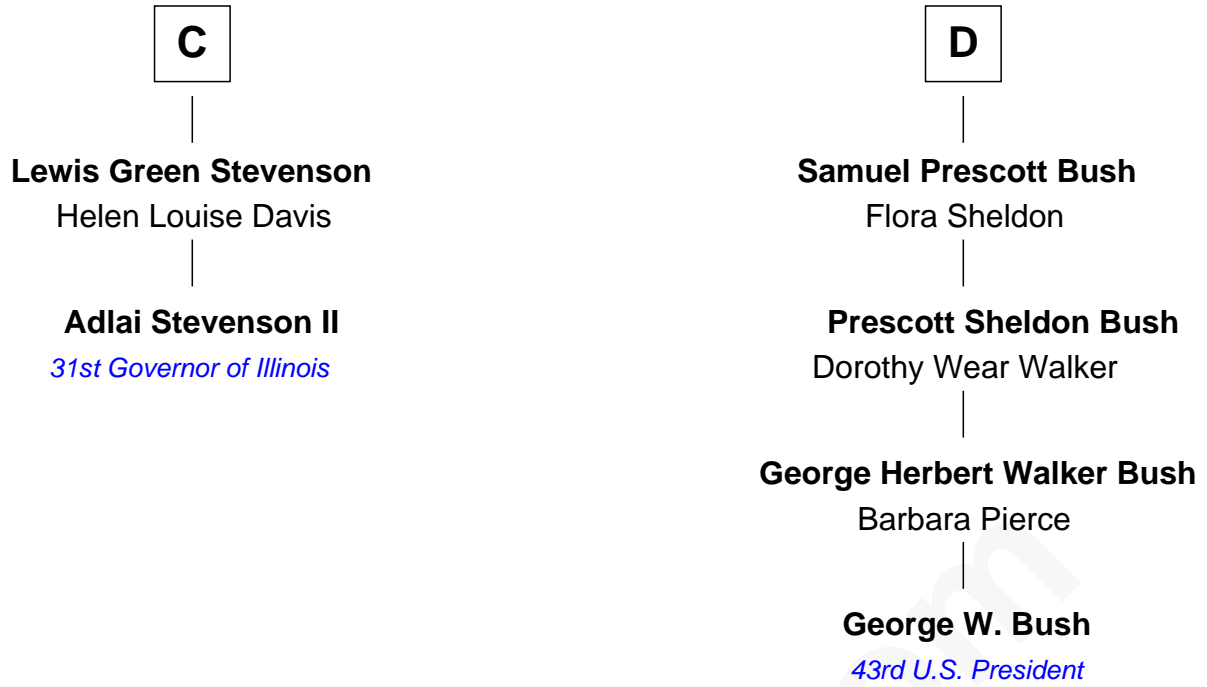 C
Lewis Green Stevenson
Helen Louise Davis
Adlai Stevenson II
31st Governor of Illinois
D
Samuel Prescott Bush
Flora Sheldon
Prescott Sheldon Bush
Dorothy Wear Walker
George Herbert Walker Bush
Barbara Pierce
George W. Bush
43rd U.S. President